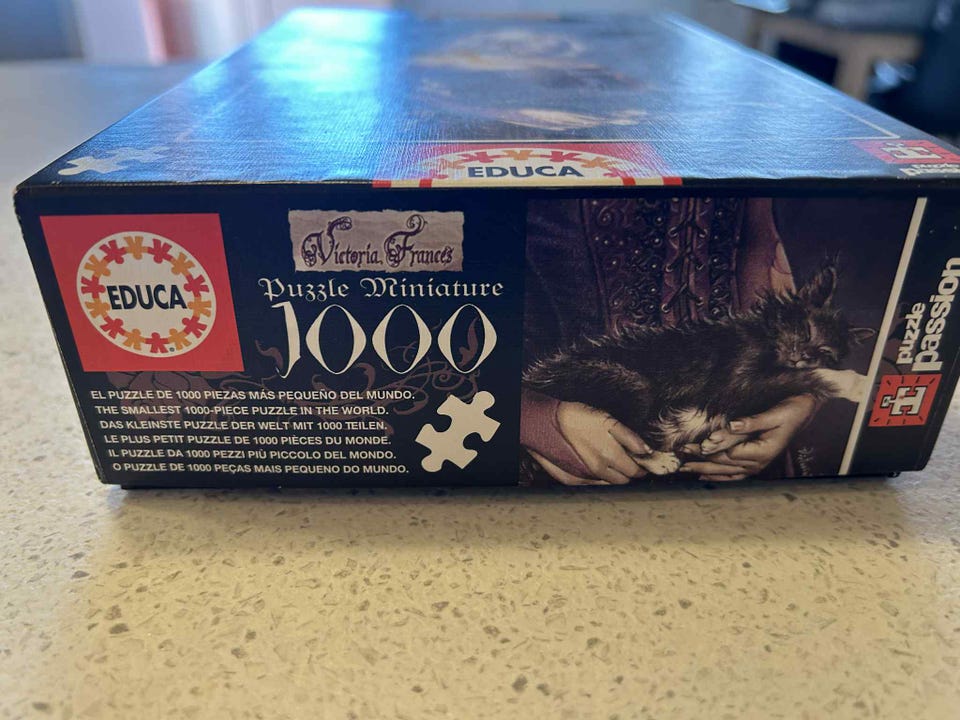 EDUCA
EDUCA
Victoria Francés
Puzzle Miniature
1000
EL PUZZLE DE 1000 PIEZAS MÁS PEQUEÑO DEL MUNDO.
THE SMALLEST 1000-PIECE PUZZLE IN THE WORLD.
DAS KLEINSTE PUZZLE DER WELT MIT 1000 TEILEN.
LE PLUS PETIT PUZZLE DE 1000 PIÈCES DU MONDE.
IL PUZZLE DA 1000 PEZZI PIÙ PICCOLO DEL MONDO.
O PUZZLE DE 1000 PEÇAS MAIS PEQUENO DO MUNDO.
puzzle
passion